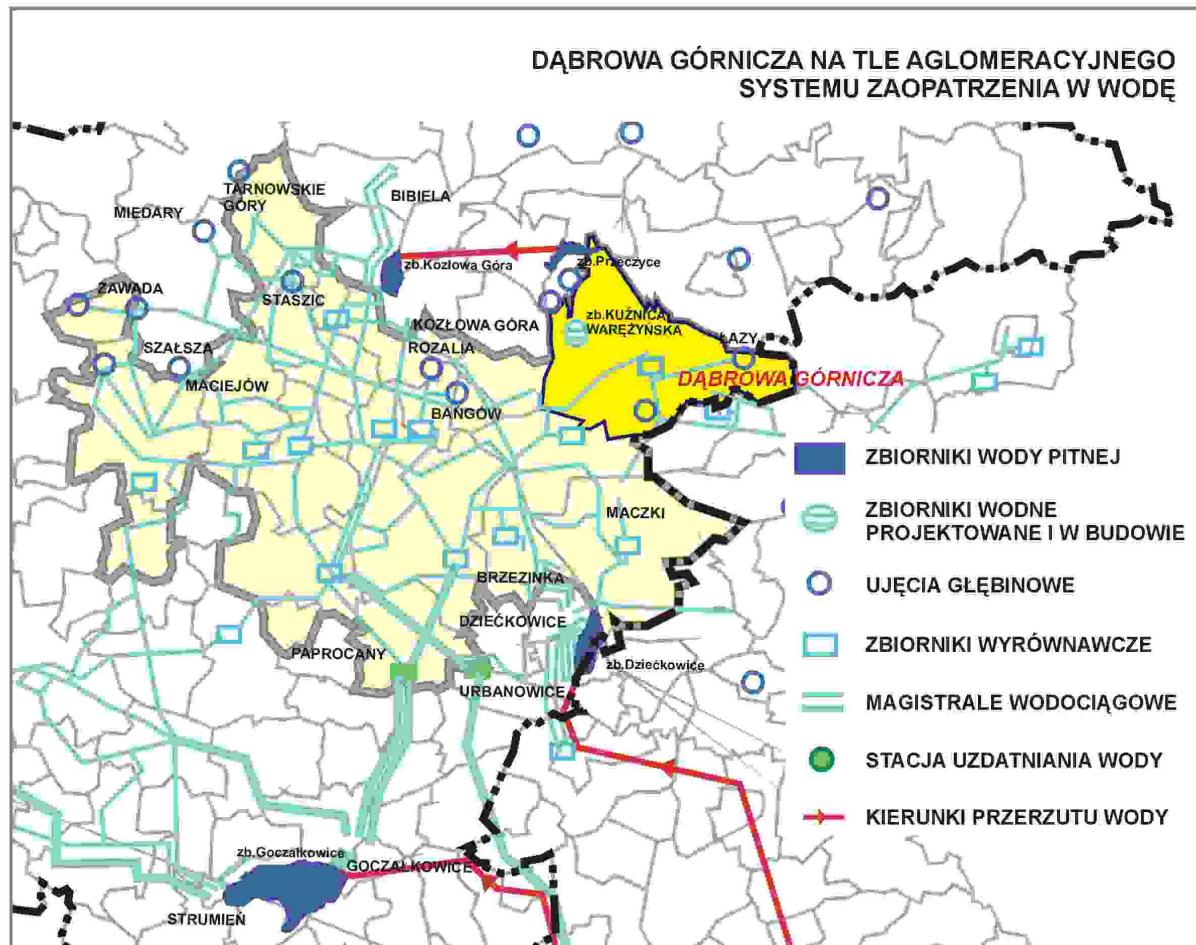 DĄBROWA GÓRNICZA NA TLE AGLOMERACYJNEGO
SYSTEMU ZAOPATRZENIA W WODĘ
TARNOWSKIE
GÓRY
BIBIELA
MIEDARY
zb.Kozłowa Góra
zb.Przeczyce
ZAWADA
STASZIC
KOZŁOWA GÓRA
zb.KUŹNICA
WARĘŻYŃSKA
SZAŁSZA
ROZALIA
ŁAZY
MACIEJÓW
DĄBROWA GÓRNICZA
BAŃGÓW
ZBIORNIKI WODY PITNEJ
MACZKI
ZBIORNIKI WODNE
PROJEKTOWANE I W BUDOWIE
BRZEZINKA
UJĘCIA GŁĘBINOWE
DZIEĆKOWICE
ZBIORNIKI WYRÓWNAWCZE
PAPROCANY
zb.Dziećkowice
URBANOWICE
MAGISTRALE WODOCIĄGOWE
STACJA UZDATNIANIA WODY
KIERUNKI PRZERZUTU WODY
zb.Goczałkowice
GOCZAŁKOWICE
STRUMIEŃ